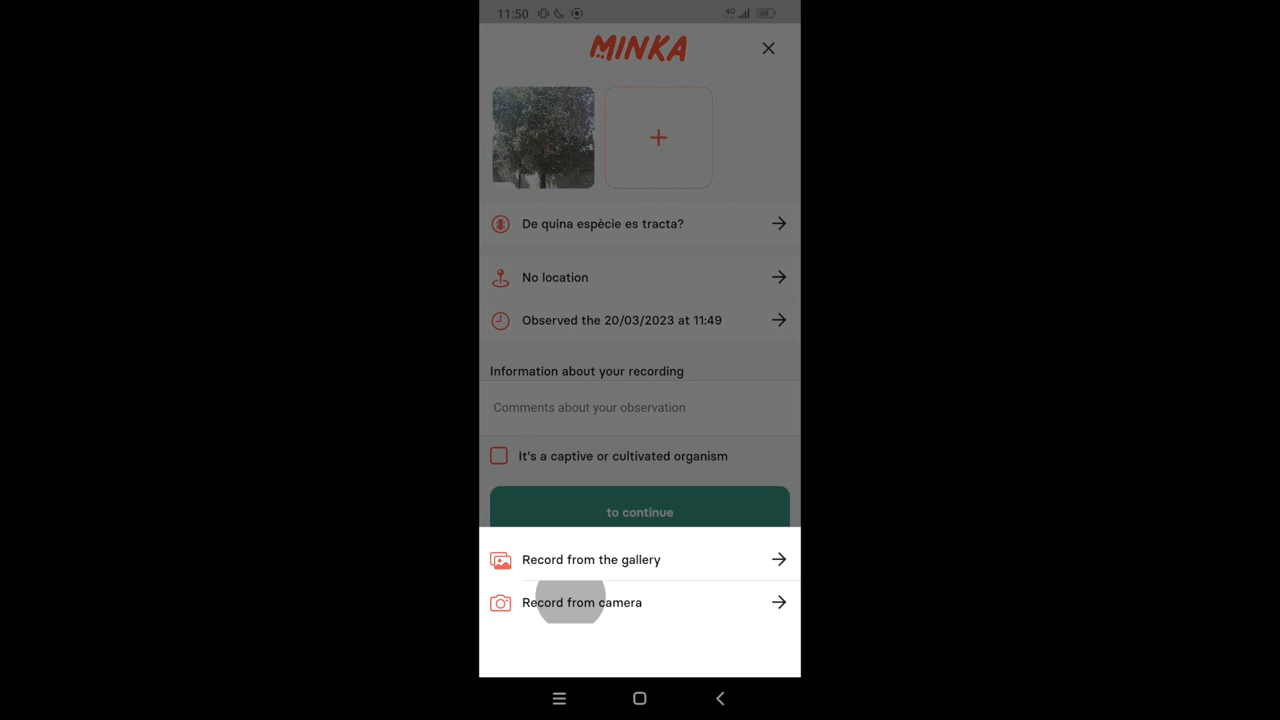 11:50
4G
MINKA
De quina espècie es tracta?
No location
Observed the 20/03/2023 at 11:49
Information about your recording
Comments about your observation
It's a captive or cultivated organism
to continue
Record from the gallery
Record from camera